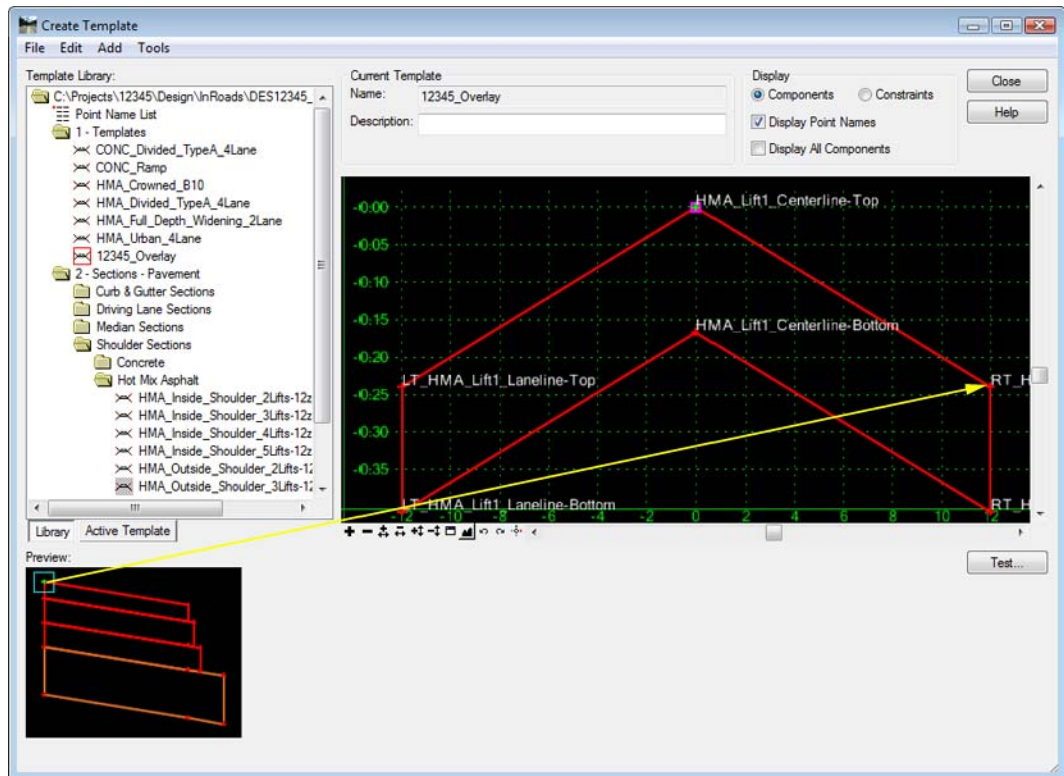 Create Template
File Edit Add Tools
Template Library:
C:\Projects\12345\Design\InRoads\DES12345_
Point Name List
1 - Templates
CONC_Divided_TypeA_4Lane
CONC_Ramp
HMA_Crowned_B10
HMA_Divided_TypeA_4Lane
HMA_Full_Depth_Widening_2Lane
HMA_Urban_4Lane
12345_Overlay
2 - Sections - Pavement
Curb & Gutter Sections
Driving Lane Sections
Median Sections
Shoulder Sections
Concrete
Hot Mix Asphalt
HMA_Inside_Shoulder_2Lifts-12z
HMA_Inside_Shoulder_3Lifts-12z
HMA_Inside_Shoulder_4Lifts-12z
HMA_Inside_Shoulder_5Lifts-12z
HMA_Outside_Shoulder_2Lifts-12
HMA_Outside_Shoulder_3Lifts-12
Library Active Template
Preview:
Current Template
Name: 12345_Overlay
Description:
Display
Components Constraints
Display Point Names
Display All Components
Close
Help
-0.00
-0.05
-0.10
-0.15
-0.20
-0.25
-0.30
-0.35
HMA_Lift1_Centerline-Top
HMA_Lift1_Centerline-Bottom
LT_HMA_Lift1_Laneline-Top
RT_H
LT_HMA_Lift1_Laneline-Bottom
RT_H
-12 -10 -8 -6 -4 -2 0 2 4 6 8 10 12
Test...